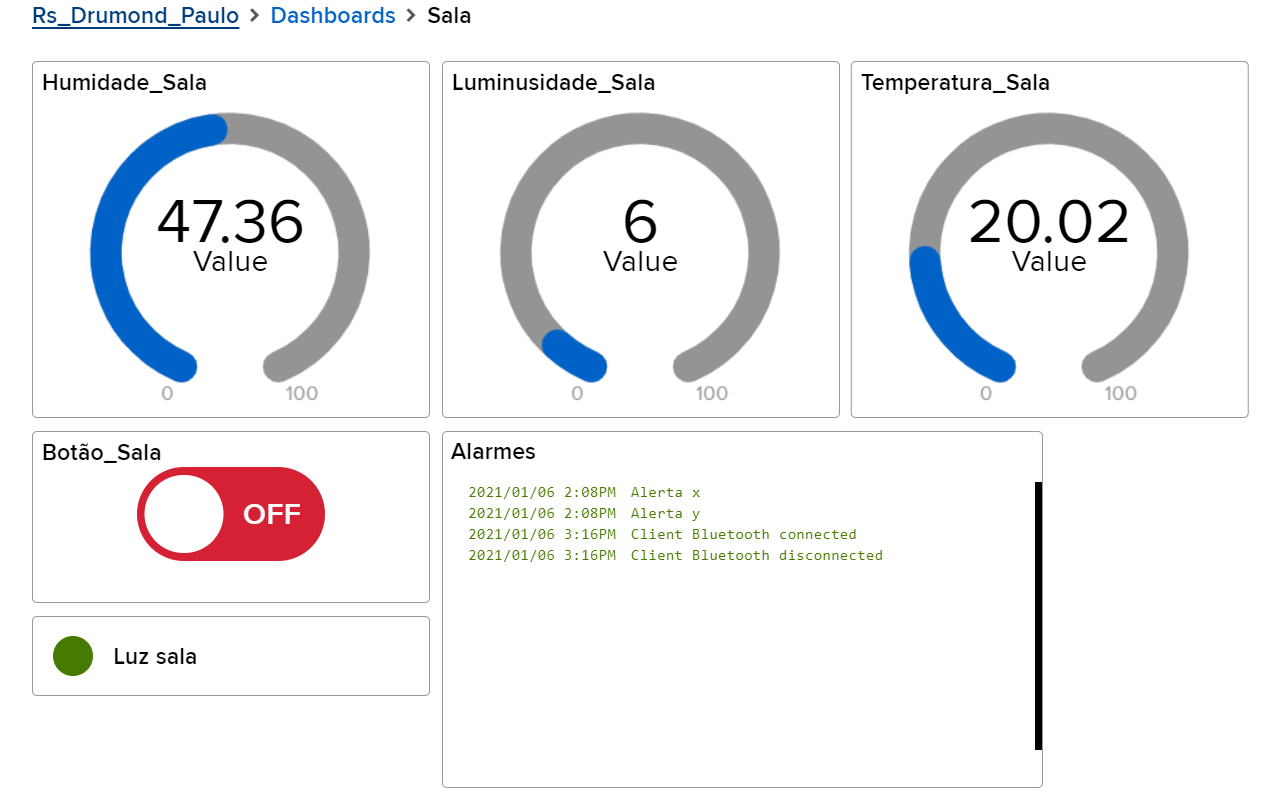 Rs_Drumond_Paulo > Dashboards > Sala
Humidade_Sala
47.36
Value
0 100
Luminusidade_Sala
6
Value
0 100
Temperatura_Sala
20.02
Value
0 100
Botão_Sala
OFF
Luz sala
Alarmes
2021/01/06 2:08PM Alerta x
2021/01/06 2:08PM Alerta y
2021/01/06 3:16PM Client Bluetooth connected
2021/01/06 3:16PM Client Bluetooth disconnected